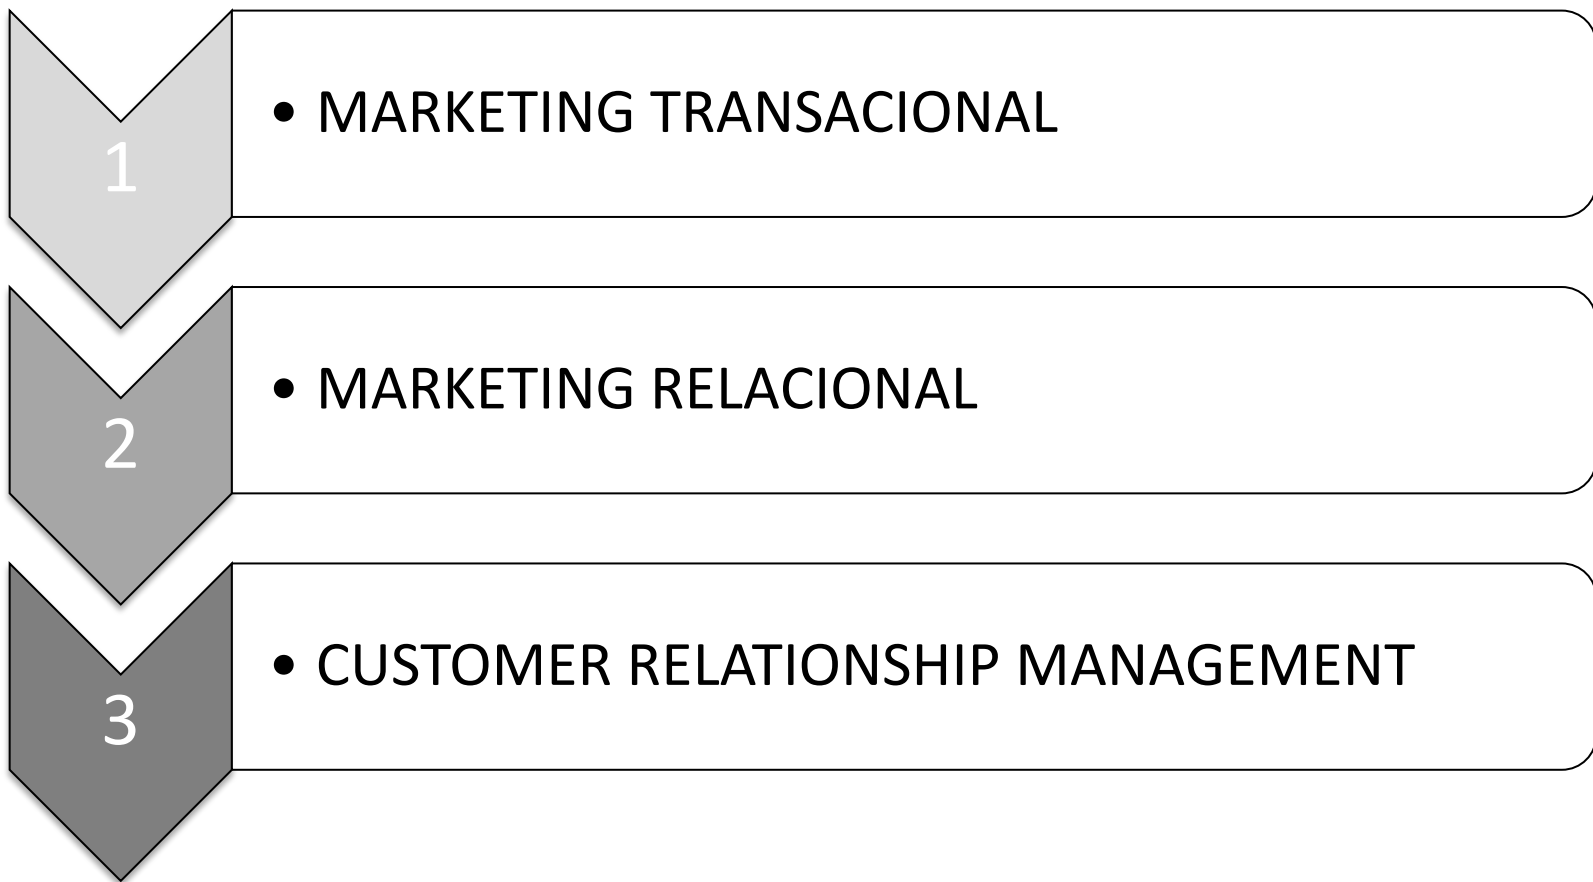 1
• MARKETING TRANSACIONAL
2
• MARKETING RELACIONAL
3
• CUSTOMER RELATIONSHIP MANAGEMENT